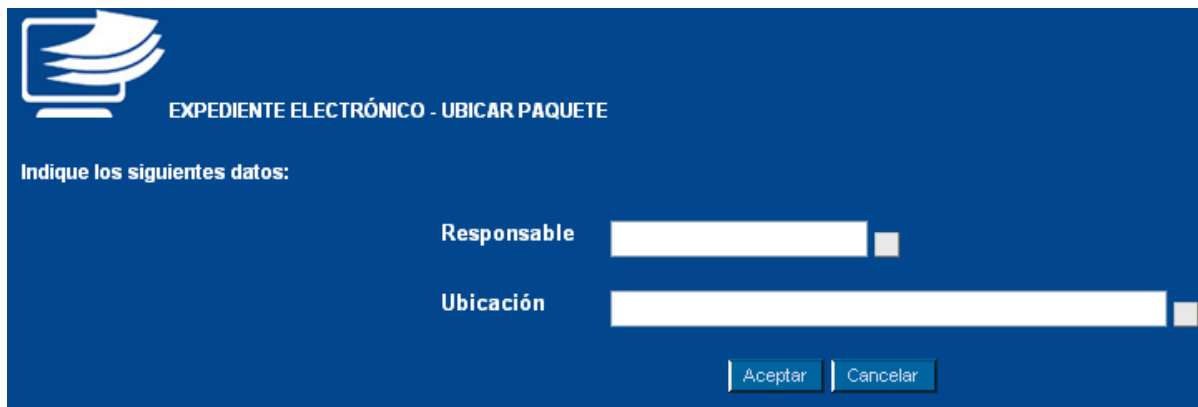 EXPEDIENTE ELECTRÓNICO - UBICAR PAQUETE
Indique los siguientes datos:
Responsable
Ubicación
Aceptar Cancelar